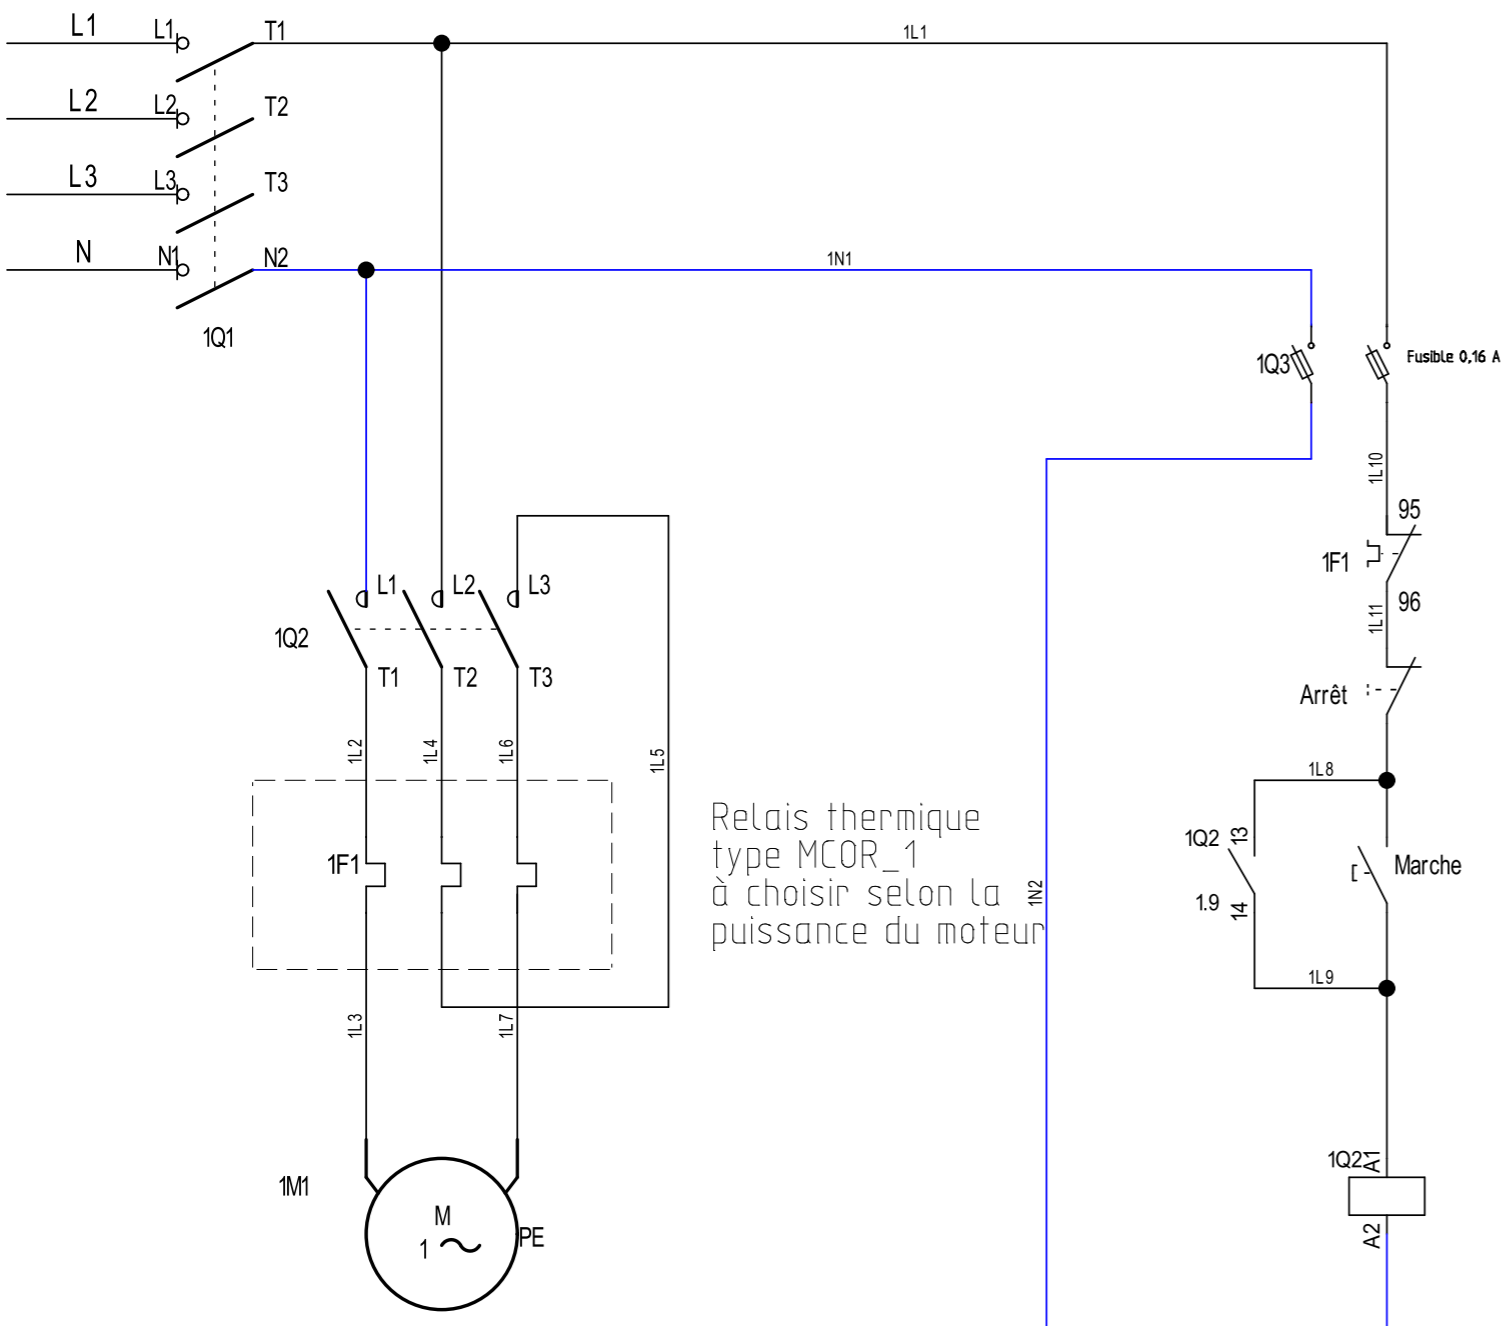 L1 L1 T1 1L1
L2 L2 T2
L3 L3 T3
N N1 N2 1N1
1Q1
1Q3 Fusible 0,16 A
1L10
95
1F1
96
1L11
L1 L2 L3
1Q2
T1 T2 T3
Arrêt
1L2 1L4 1L6 1L5
1L8
Relais thermique
type MCOR_1
à choisir selon la
puissance du moteur
1F1
1N2
1Q2 13
Marche
1.9 14
1L9
1L3 1L7
1Q2 A1
1M1
M
1
PE
A2